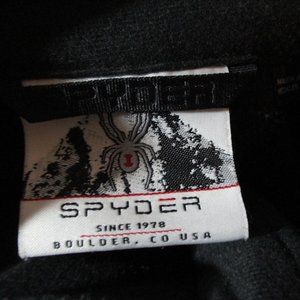 SPYDER
SPYDER
SINCE 1978
BOULDER, CO USA